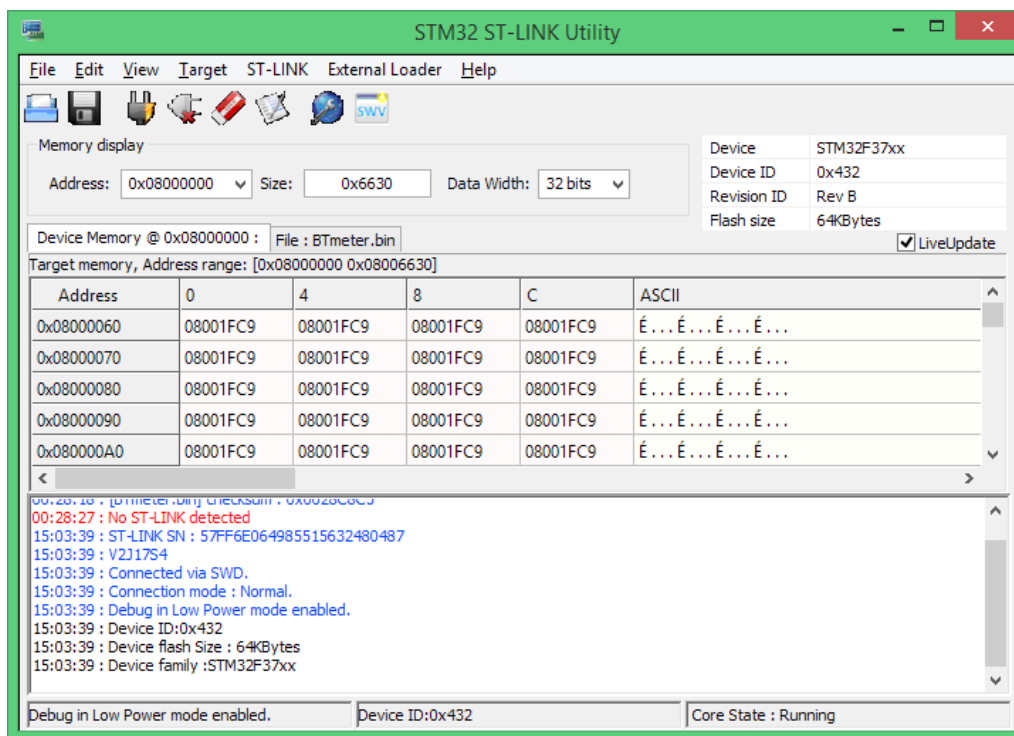 STM32 ST-LINK Utility
File Edit View Target ST-LINK External Loader Help
SWV
Memory display
Address: 0x08000000 Size: 0x6630 Data Width: 32 bits
Device STM32F37xx
Device ID 0x432
Revision ID Rev B
Flash size 64KBytes
LiveUpdate
Device Memory @ 0x08000000 : File : BTmeter.bin
Target memory, Address range: [0x08000000 0x08006630]
Address 0 4 8 C ASCII
0x08000060 08001FC9 08001FC9 08001FC9 08001FC9 É...É...É...É...
0x08000070 08001FC9 08001FC9 08001FC9 08001FC9 É...É...É...É...
0x08000080 08001FC9 08001FC9 08001FC9 08001FC9 É...É...É...É...
0x08000090 08001FC9 08001FC9 08001FC9 08001FC9 É...É...É...É...
0x080000A0 08001FC9 08001FC9 08001FC9 08001FC9 É...É...É...É...
00:28:18 : [BTmeter.bin] checksum :
00:28:27 : No ST-LINK detected
15:03:39 : ST-LINK SN : 57FF6E064985515632480487
15:03:39 : V2J17S4
15:03:39 : Connected via SWD.
15:03:39 : Connection mode : Normal.
15:03:39 : Debug in Low Power mode enabled.
15:03:39 : Device ID:0x432
15:03:39 : Device flash Size : 64KBytes
15:03:39 : Device family :STM32F37xx
Debug in Low Power mode enabled. Device ID:0x432 Core State : Running